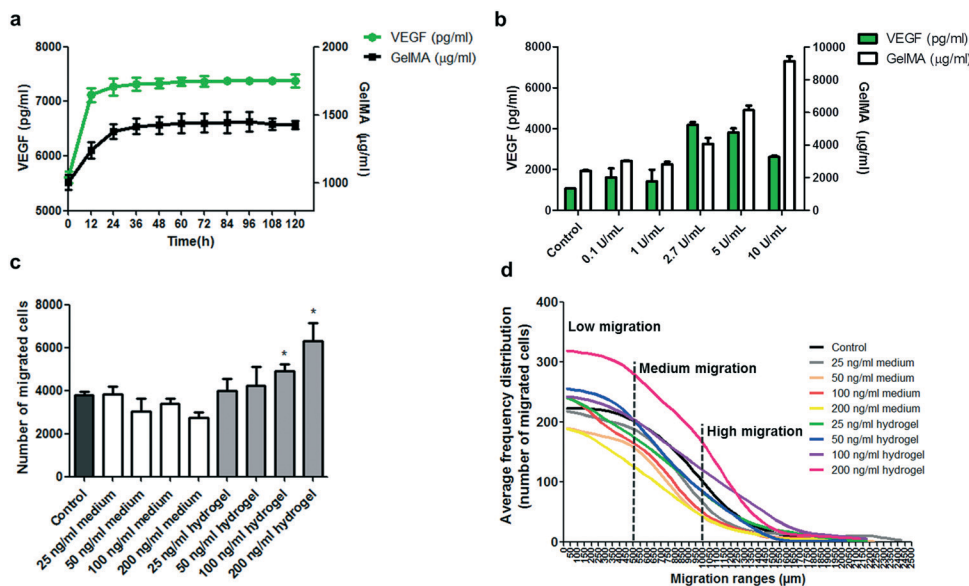 a
VEGF (pg/ml)
GelMA (μg/ml)
8000
7000
6000
5000
VEGF (pg/ml)
2000
1500
1000
GelMA (μg/ml)
0 12 24 36 48 60 72 84 96 108 120
Time(h)
b
VEGF (pg/ml)
GelMA (μg/ml)
8000
6000
4000
2000
0
VEGF (pg/ml)
10000
8000
6000
4000
2000
0
GelMA (μg/ml)
Control 0.1 U/mL 1 U/mL 2.7 U/mL 5 U/mL 10 U/mL
c
Number of migrated cells
8000
6000
4000
2000
0
* *
Control
25 ng/ml medium
50 ng/ml medium
100 ng/ml medium
200 ng/ml medium
25 ng/ml hydrogel
50 ng/ml hydrogel
100 ng/ml hydrogel
200 ng/ml hydrogel
d
Average frequency distribution
(number of migrated cells)
400
300
200
100
0
Low migration
Medium migration
High migration
Control
25 ng/ml medium
50 ng/ml medium
100 ng/ml medium
200 ng/ml medium
25 ng/ml hydrogel
50 ng/ml hydrogel
100 ng/ml hydrogel
200 ng/ml hydrogel
Migration ranges (μm)